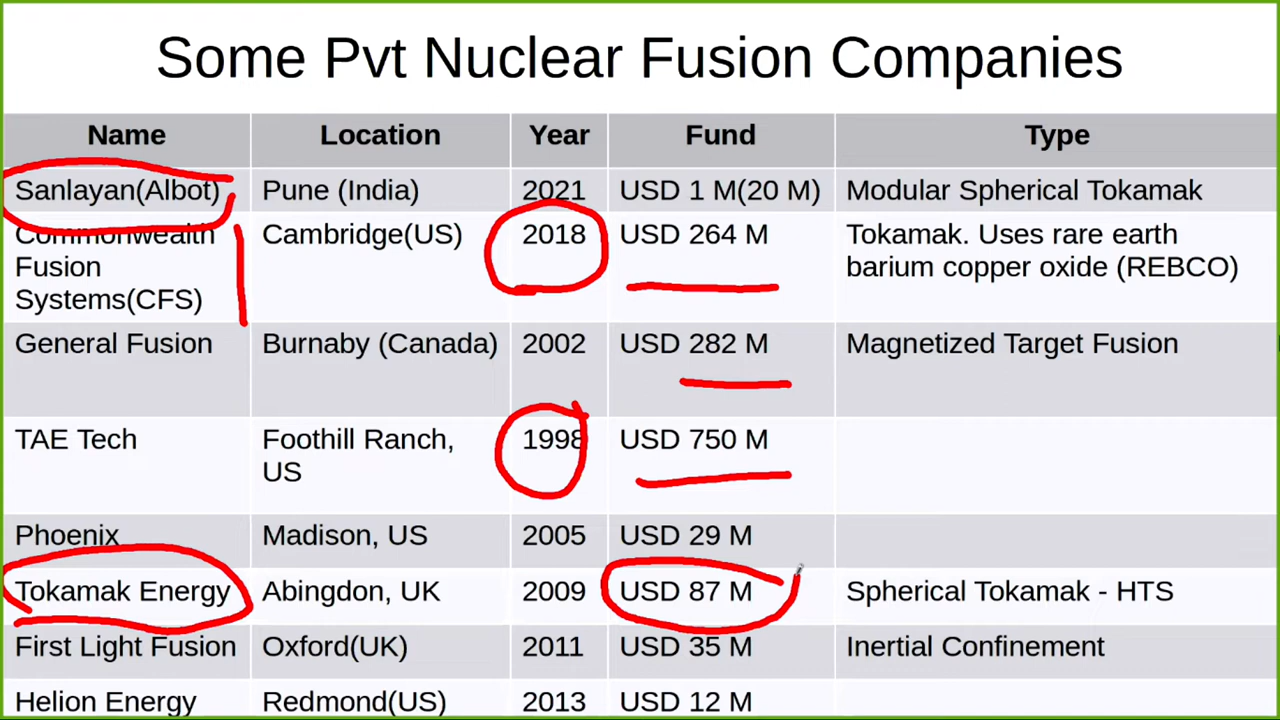 Some Pvt Nuclear Fusion Companies
Name Location Year Fund Type
Sanlayan(Albot) Pune (India) 2021 USD 1 M(20 M) Modular Spherical Tokamak
Commonwealth Cambridge(US) 2018 USD 264 M Tokamak. Uses rare earth
Fusion barium copper oxide (REBCO)
Systems(CFS)
General Fusion Burnaby (Canada) 2002 USD 282 M Magnetized Target Fusion
TAE Tech Foothill Ranch, 1998 USD 750 M
US
Phoenix Madison, US 2005 USD 29 M
Tokamak Energy Abingdon, UK 2009 USD 87 M Spherical Tokamak - HTS
First Light Fusion Oxford(UK) 2011 USD 35 M Inertial Confinement
Helion Energy Redmond(US) 2013 USD 12 M